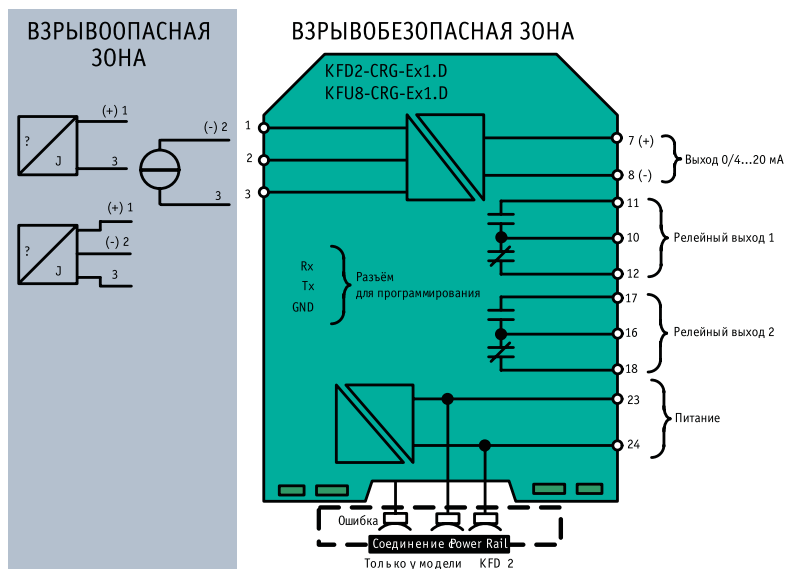 ВЗРЫВООПАСНАЯ
ЗОНА
ВЗРЫВОБЕЗОПАСНАЯ ЗОНА
KFD2-CRG-Ex1.D
KFU8-CRG-Ex1.D
(+) 1
?
J
3
(-) 2
3
(+) 1
?
(-) 2
J
3
1
2
3
7 (+)
8 (-)
Выход 0/4...20 мА
11
10
12
Релейный выход 1
Rx
Tx
GND
Разъём
для программирования
17
16
18
Релейный выход 2
23
24
Питание
Ошибка
Соединение с Power Rail
Только у модели KFD 2